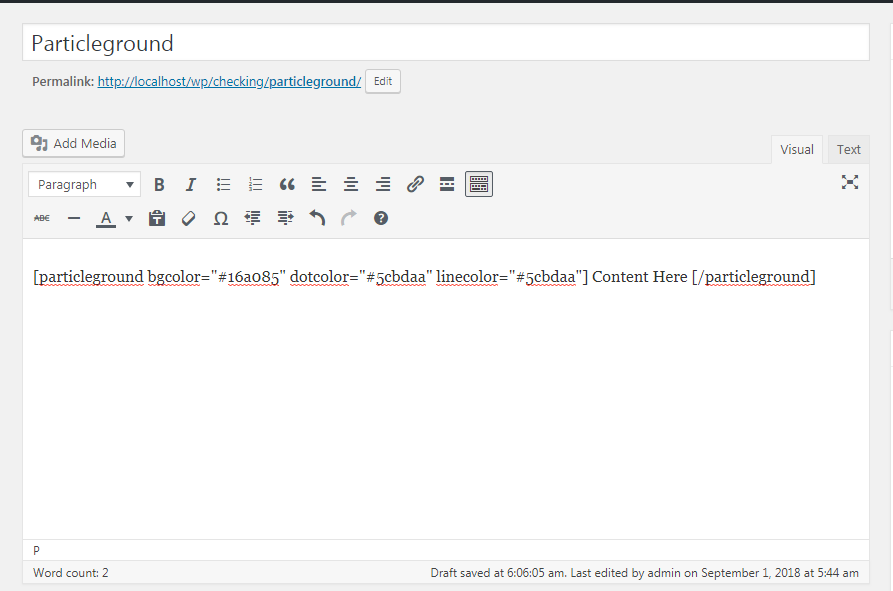 Particleground
Permalink: http://localhost/wp/checking/particleground/ Edit
Add Media
Visual Text
Paragraph B I
ABC A Ω
[particleground bgcolor="#16a085" dotcolor="#5cbdaa" linecolor="#5cbdaa"] Content Here [/particleground]
P
Word count: 2 Draft saved at 6:06:05 am. Last edited by admin on September 1, 2018 at 5:44 am